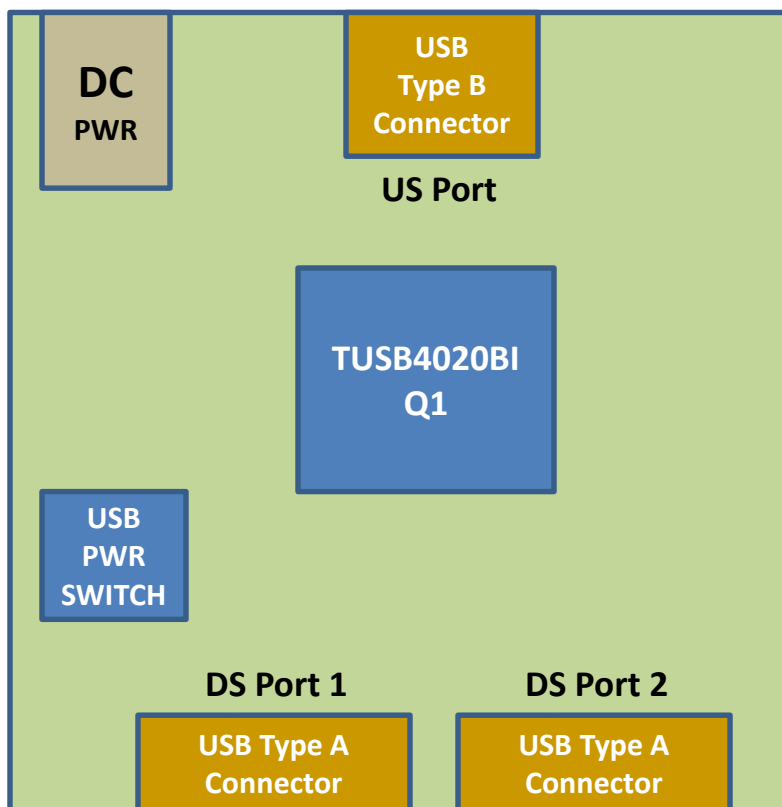 DC
PWR
USB
Type B
Connector
US Port
TUSB4020BI
Q1
USB
PWR
SWITCH
DS Port 1
DS Port 2
USB Type A
Connector
USB Type A
Connector